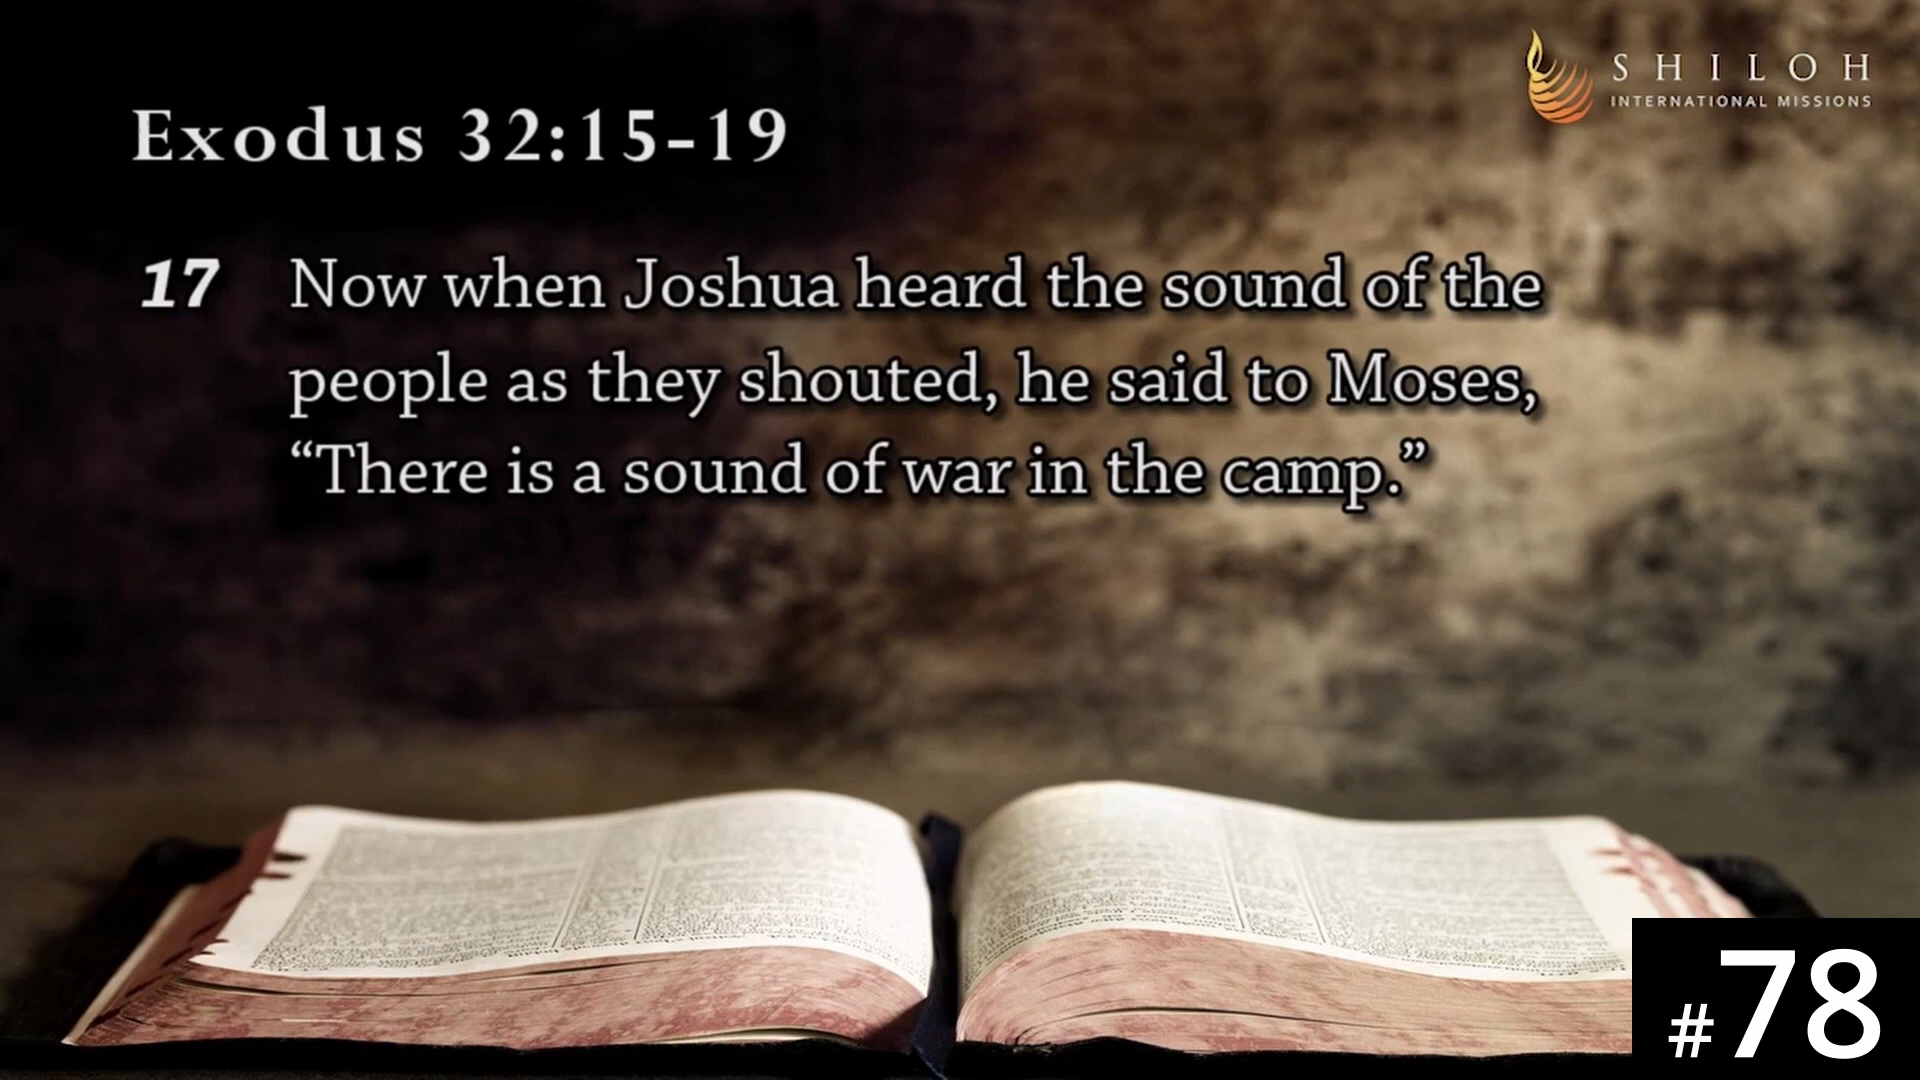 SHILOH
INTERNATIONAL MISSIONS
Exodus 32:15-19
17 Now when Joshua heard the sound of the
people as they shouted, he said to Moses,
“There is a sound of war in the camp.”
#78